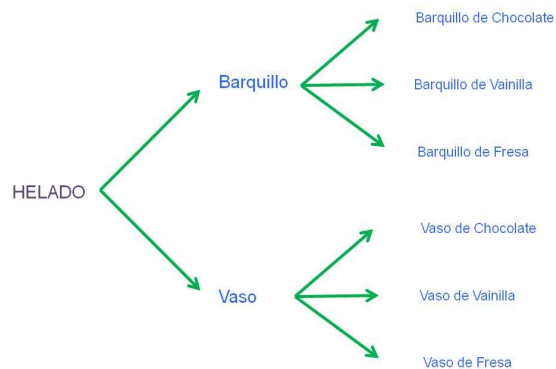 HELADO
Barquillo
Barquillo de Chocolate
Barquillo de Vainilla
Barquillo de Fresa
Vaso
Vaso de Chocolate
Vaso de Vainilla
Vaso de Fresa